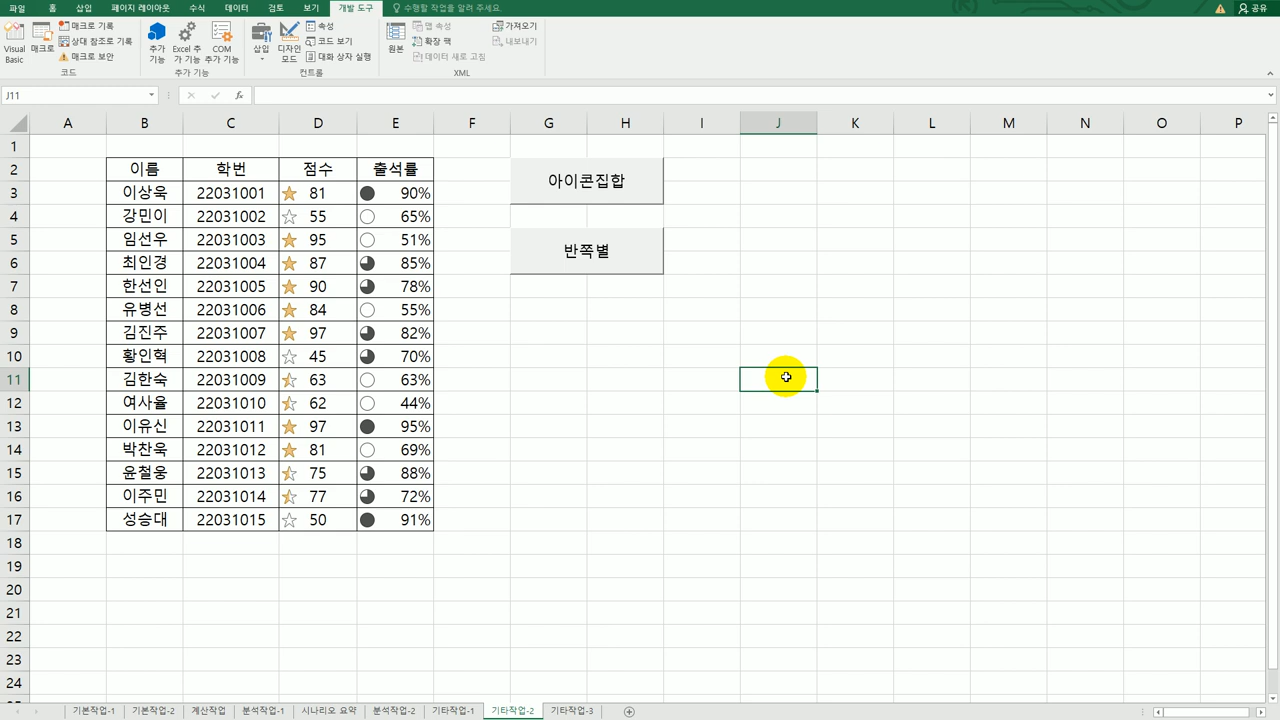 파일 홈 삽입 페이지 레이아웃 수식 데이터 검토 보기 개발 도구 수행할 작업을 알려 주세요. 공유
Visual Basic
매크로
매크로 기록
상대 참조로 기록
매크로 보안
코드
추가 기능
Excel 추가 기능
COM 추가 기능
추가 기능
삽입
디자인 모드
속성
코드 보기
대화 상자 실행
컨트롤
원본
맵 속성
확장 팩
데이터 새로 고침
가져오기
내보내기
XML
J11 fx
A B C D E F G H I J K L M N O P
1
2 이름 학번 점수 출석률 아이콘집합
3 이상욱 22031001 81 90%
4 강민이 22031002 55 65%
5 임선우 22031003 95 51% 반쪽별
6 최인경 22031004 87 85%
7 한선인 22031005 90 78%
8 유병선 22031006 84 55%
9 김진주 22031007 97 82%
10 황인혁 22031008 45 70%
11 김한숙 22031009 63 63%
12 여사율 22031010 62 44%
13 이유신 22031011 97 95%
14 박찬욱 22031012 81 69%
15 윤철웅 22031013 75 88%
16 이주민 22031014 77 72%
17 성승대 22031015 50 91%
18
19
20
21
22
23
24
기본작업-1 기본작업-2 계산작업 분석작업-1 시나리오 요약 분석작업-2 기타작업-1 기타작업-2 기타작업-3